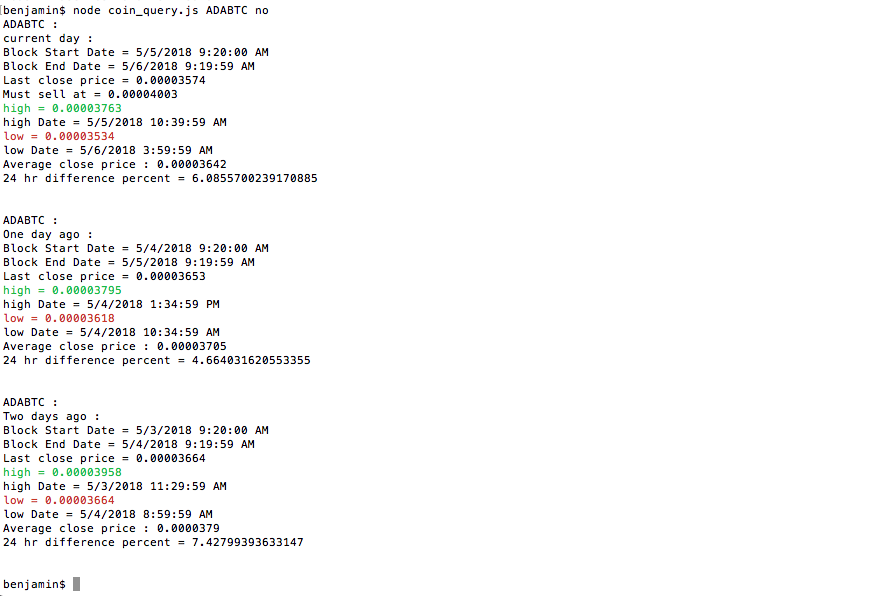 benjamin$ node coin_query.js ADABTC no
ADABTC :
current day :
Block Start Date = 5/5/2018 9:20:00 AM
Block End Date = 5/6/2018 9:19:59 AM
Last close price = 0.00003574
Must sell at = 0.00004003
high = 0.00003763
high Date = 5/5/2018 10:39:59 AM
low = 0.00003534
low Date = 5/6/2018 3:59:59 AM
Average close price : 0.00003642
24 hr difference percent = 6.0855700239170885
ADABTC :
One day ago :
Block Start Date = 5/4/2018 9:20:00 AM
Block End Date = 5/5/2018 9:19:59 AM
Last close price = 0.00003653
high = 0.00003795
high Date = 5/4/2018 1:34:59 PM
low = 0.00003618
low Date = 5/4/2018 10:34:59 AM
Average close price : 0.00003705
24 hr difference percent = 4.664031620553355
ADABTC :
Two days ago :
Block Start Date = 5/3/2018 9:20:00 AM
Block End Date = 5/4/2018 9:19:59 AM
Last close price = 0.00003664
high = 0.00003958
high Date = 5/3/2018 11:29:59 AM
low = 0.00003664
low Date = 5/4/2018 8:59:59 AM
Average close price : 0.0000379
24 hr difference percent = 7.42799393633147
benjamin$